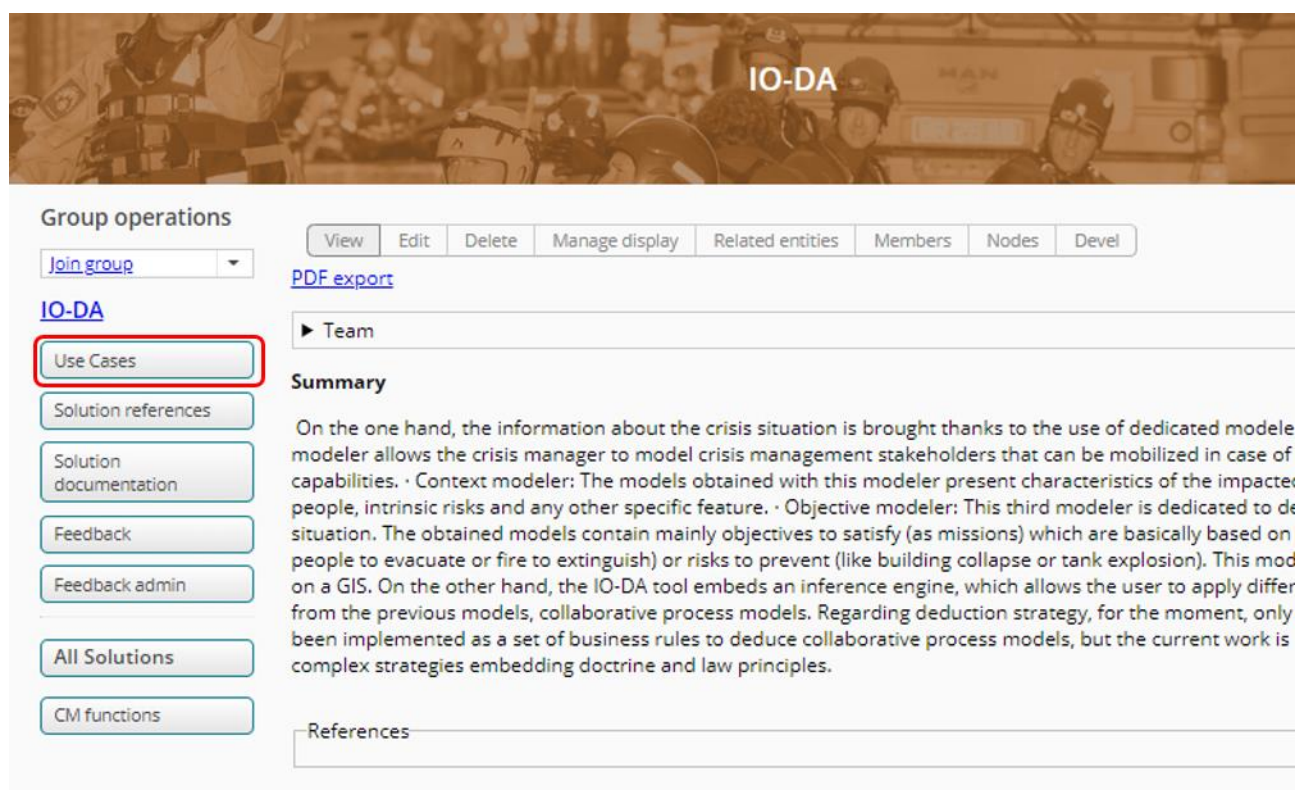 IO-DA
MAN
Group operations
Join group
IO-DA
Use Cases
Solution references
Solution
documentation
Feedback
Feedback admin
All Solutions
CM functions
View Edit Delete Manage display Related entities Members Nodes Devel
PDF export
▶ Team
Summary
On the one hand, the information about the crisis situation is brought thanks to the use of dedicated modele
modeler allows the crisis manager to model crisis management stakeholders that can be mobilized in case of
capabilities. · Context modeler: The models obtained with this modeler present characteristics of the impacted
people, intrinsic risks and any other specific feature. · Objective modeler: This third modeler is dedicated to de
situation. The obtained models contain mainly objectives to satisfy (as missions) which are basically based on
people to evacuate or fire to extinguish) or risks to prevent (like building collapse or tank explosion). This mod
on a GIS. On the other hand, the IO-DA tool embeds an inference engine, which allows the user to apply differ
from the previous models, collaborative process models. Regarding deduction strategy, for the moment, only
been implemented as a set of business rules to deduce collaborative process models, but the current work is
complex strategies embedding doctrine and law principles.
References